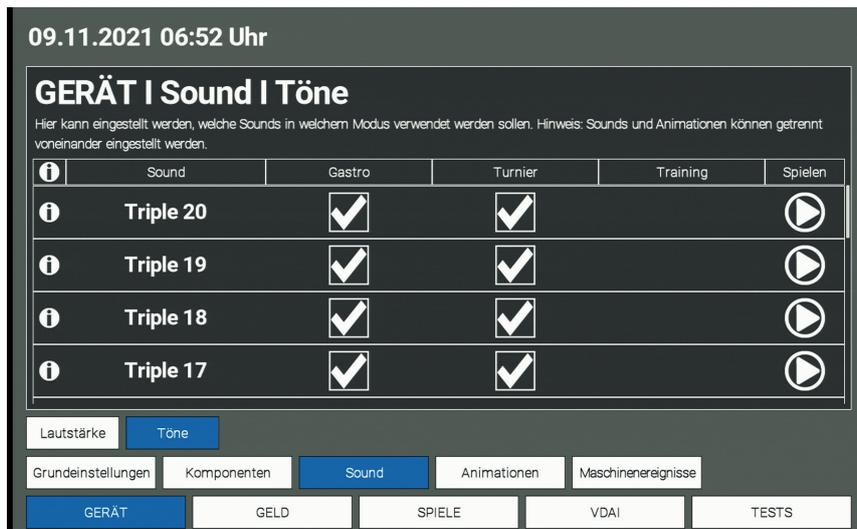 09.11.2021 06:52 Uhr
GERÄT I Sound I Töne
Hier kann eingestellt werden, welche Sounds in welchem Modus verwendet werden sollen. Hinweis: Sounds und Animationen können getrennt
voneinander eingestellt werden.
Sound Gastro Turnier Training Spielen
Triple 20
Triple 19
Triple 18
Triple 17
Lautstärke Töne
Grundeinstellungen Komponenten Sound Animationen Maschinenereignisse
GERÄT GELD SPIELE VDAI TESTS